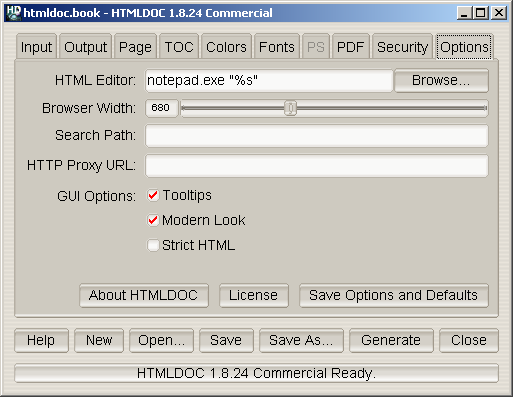 HD htmldoc.book - HTMLDOC 1.8.24 Commercial
Input Output Page TOC Colors Fonts PS PDF Security Options
HTML Editor: notepad.exe "%s" Browse...
Browser Width: 680
Search Path:
HTTP Proxy URL:
GUI Options: Tooltips
Modern Look
Strict HTML
About HTMLDOC License Save Options and Defaults
Help New Open... Save Save As... Generate Close
HTMLDOC 1.8.24 Commercial Ready.